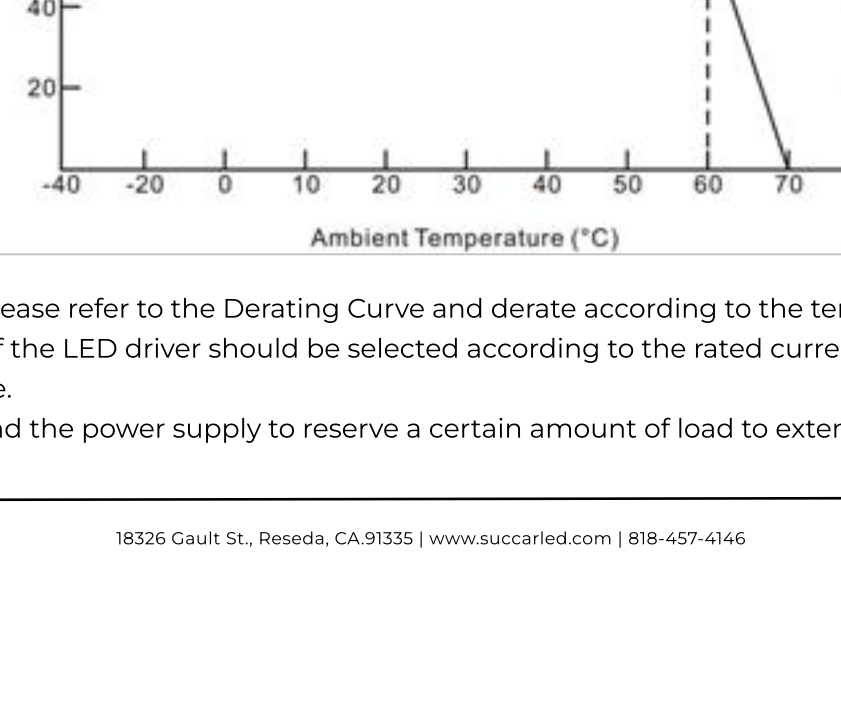 40
20
-40 -20 0 10 20 30 40 50 60 70
Ambient Temperature (°C)
ease refer to the Derating Curve and derate according to the te
f the LED driver should be selected according to the rated curre
e.
nd the power supply to reserve a certain amount of load to exte
18326 Gault St., Reseda, CA.91335 | www.succarled.com | 818-457-4146